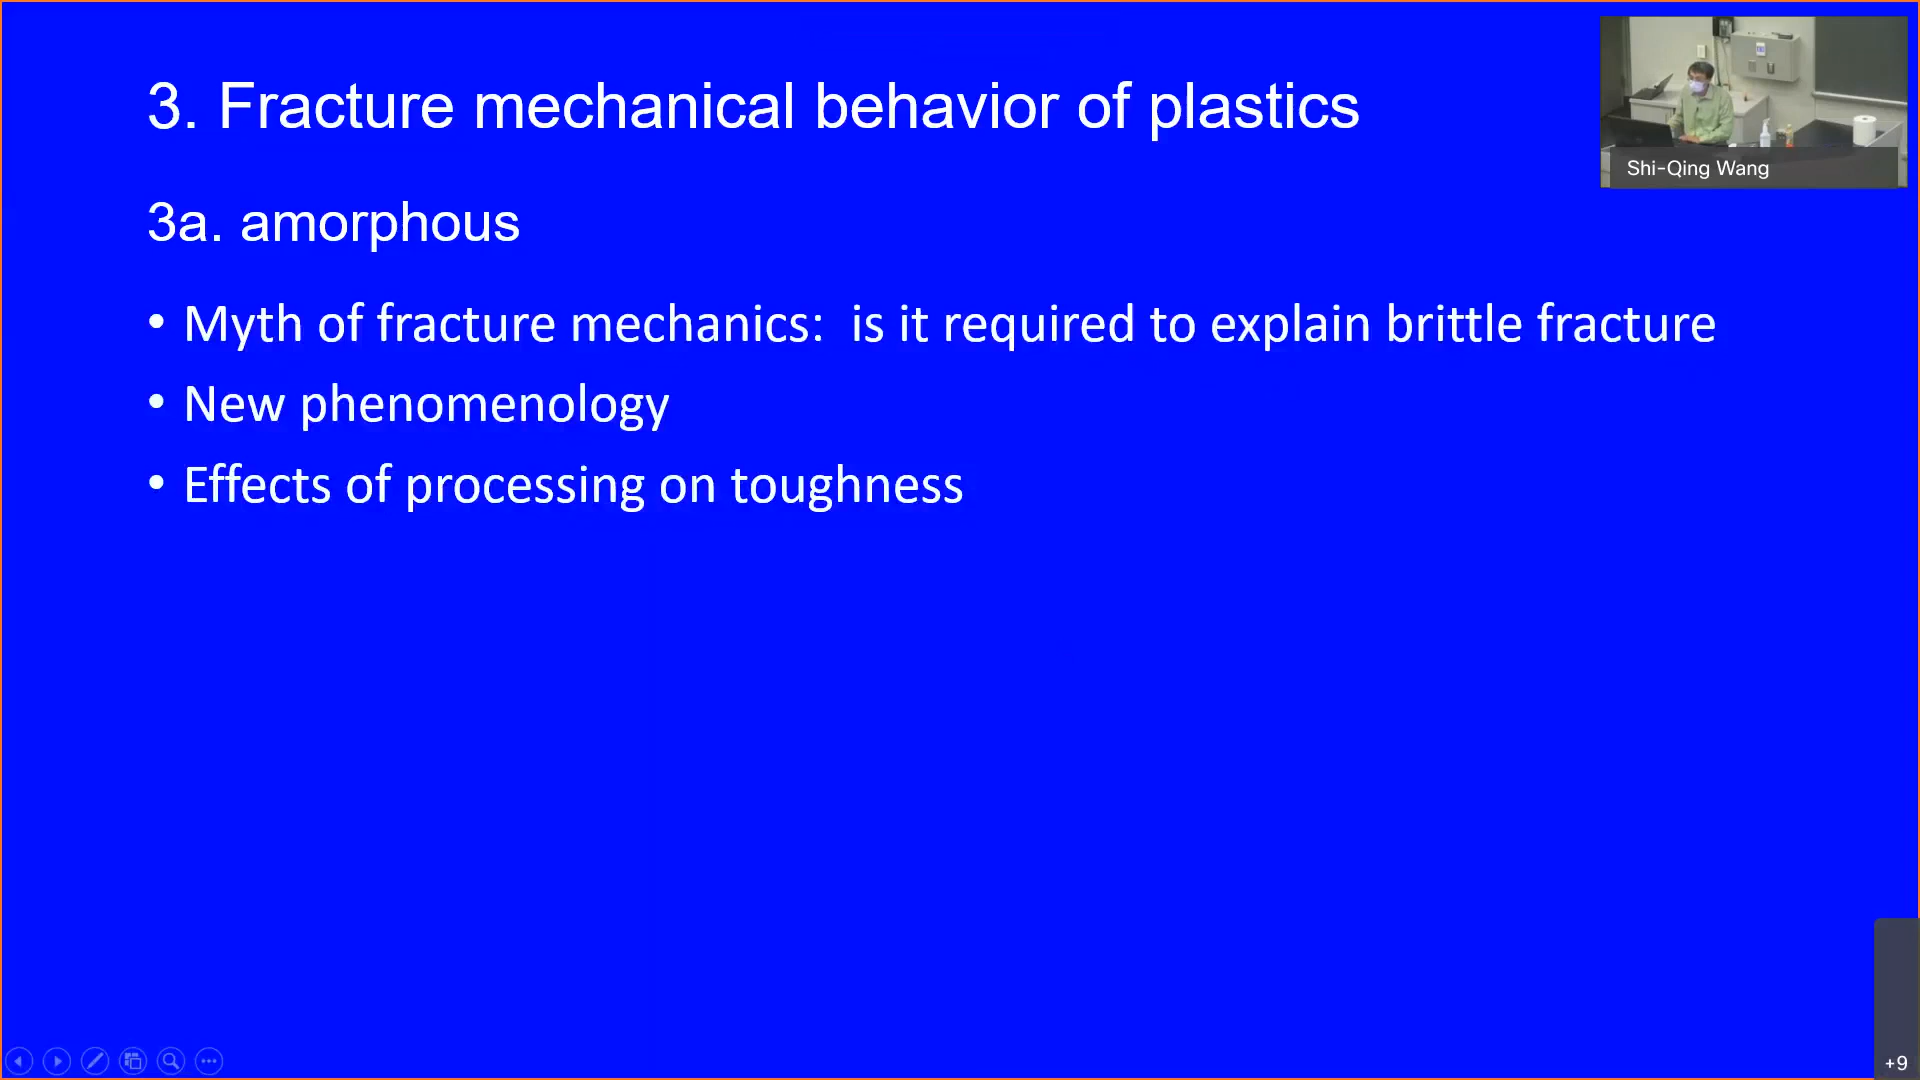 3. Fracture mechanical behavior of plastics
Shi-Qing Wang
3a. amorphous
• Myth of fracture mechanics:  is it required to explain brittle fracture
• New phenomenology
• Effects of processing on toughness
+9